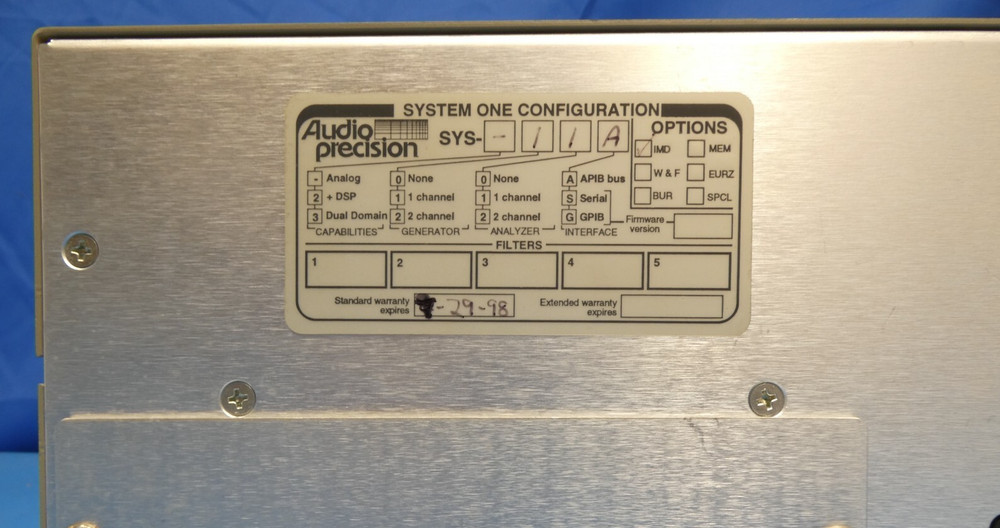 SYSTEM ONE CONFIGURATION
Audio precision
SYS- - 1 1 A
OPTIONS
IMD MEM
W & F EURZ
BUR SPCL
- Analog 0 None 0 None A APIB bus
2 + DSP 1 1 channel 1 1 channel S Serial
3 Dual Domain 2 2 channel 2 2 channel G GPIB
CAPABILITIES GENERATOR ANALYZER INTERFACE
Firmware version
FILTERS
1 2 3 4 5
Standard warranty expires -29-98
Extended warranty expires